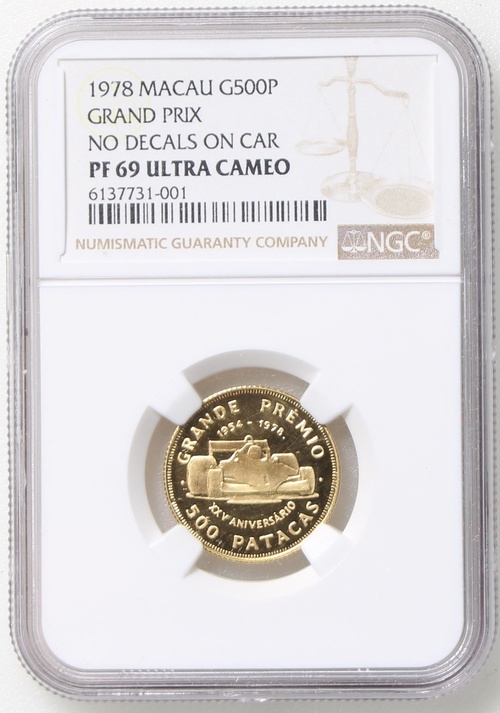 1978 MACAU G500P
GRAND PRIX
NO DECALS ON CAR
PF 69 ULTRA CAMEO
6137731-001
NUMISMATIC GUARANTY COMPANY
NGC®
GRANDE PRÉMIO
1954 - 1978.
XXV ANIVERSÁRIO
500 PATACAS